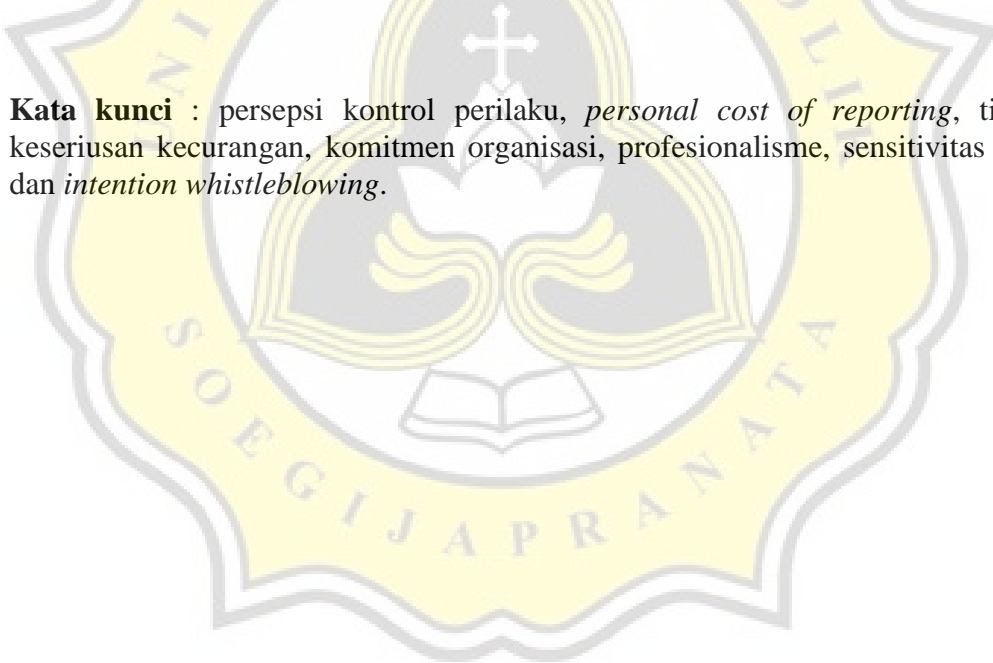 Kata kunci : persepsi kontrol perilaku, personal cost of reporting,
keseriusan kecurangan, komitmen organisasi, profesionalisme, sensitivitas
dan intention whistleblowing.
SOEGIJAPRANATA